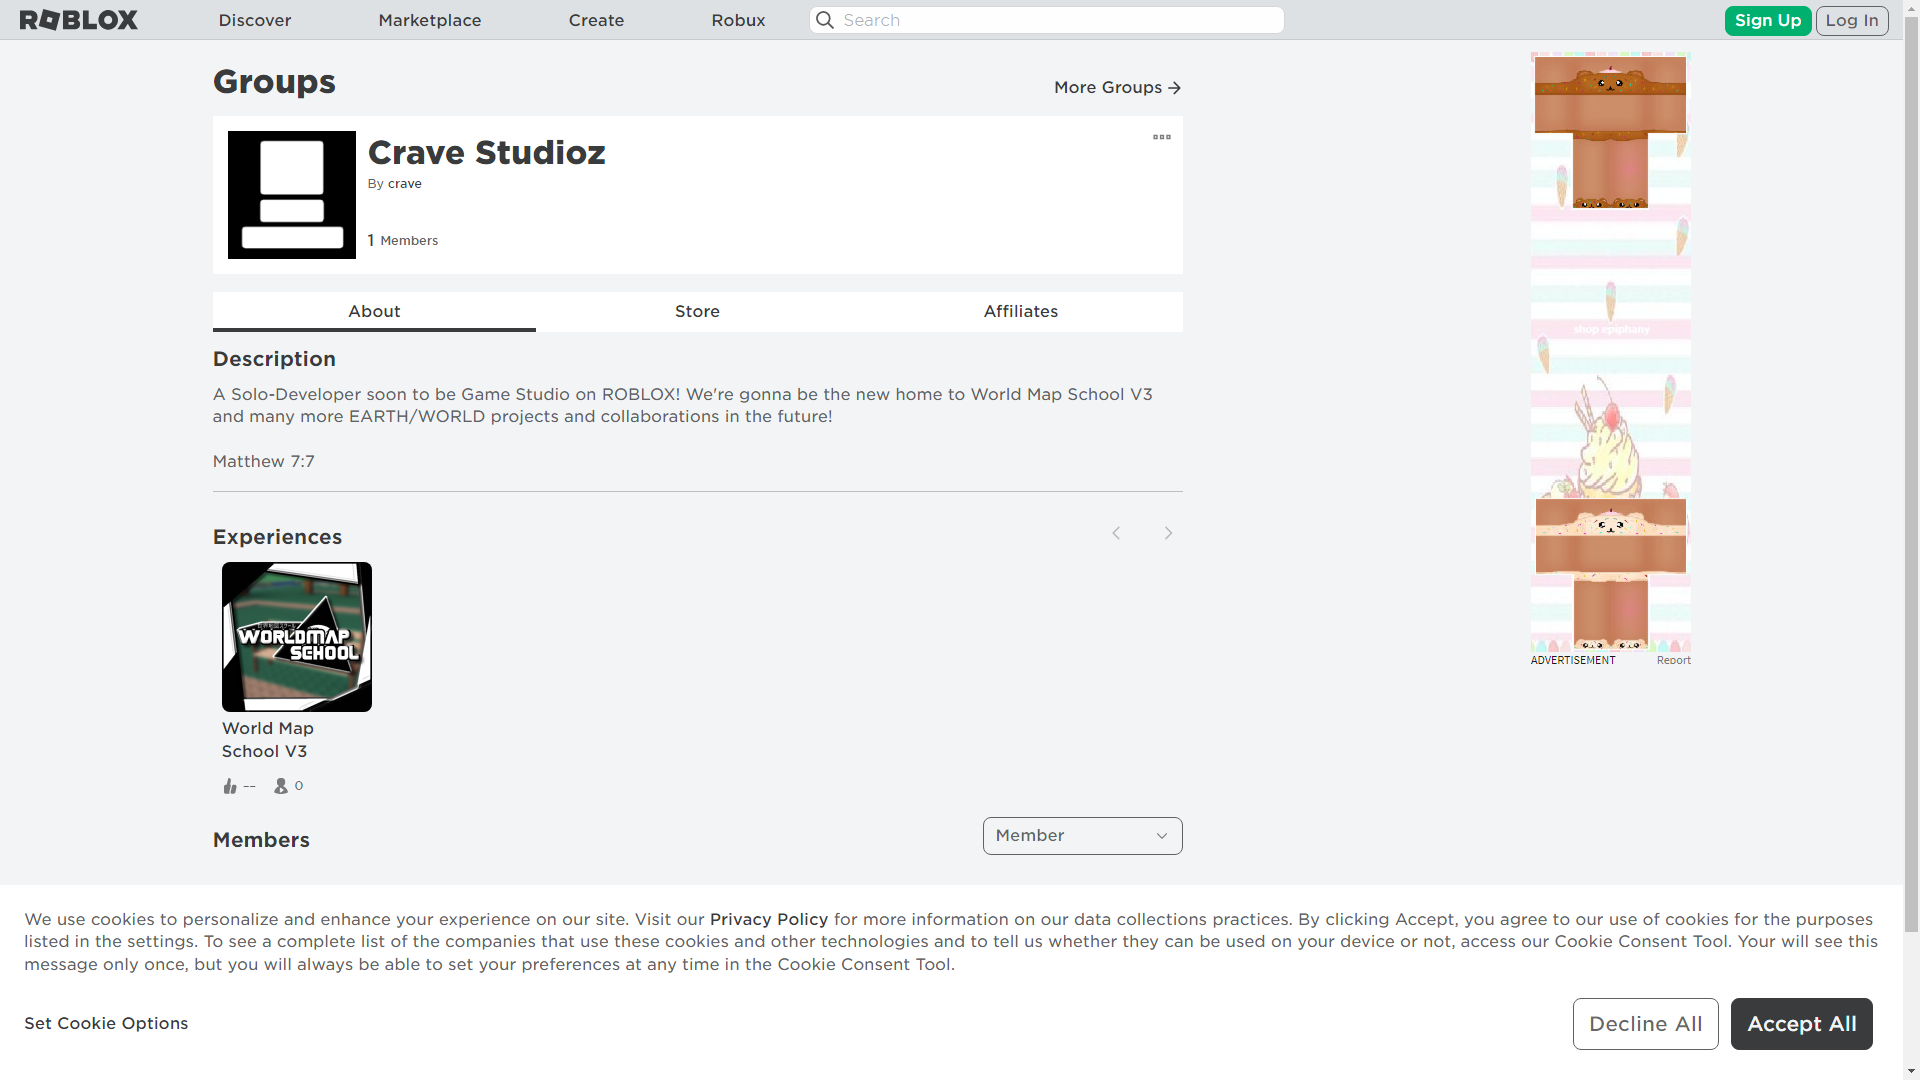 ROBLOX
Discover
Marketplace
Create
Robux
Search
Sign Up
Log In
Groups
More Groups
Crave Studioz
By crave
1 Members
About
Store
Affiliates
Description
A Solo-Developer soon to be Game Studio on ROBLOX! We're gonna be the new home to World Map School V3
and many more EARTH/WORLD projects and collaborations in the future!
Matthew 7:7
Experiences
WORLDMAP
SCHOOL
World Map
School V3
--
0
Members
Member
shop epiphany
ADVERTISEMENT
Report
We use cookies to personalize and enhance your experience on our site. Visit our Privacy Policy for more information on our data collections practices. By clicking Accept, you agree to our use of cookies for the purposes
listed in the settings. To see a complete list of the companies that use these cookies and other technologies and to tell us whether they can be used on your device or not, access our Cookie Consent Tool. Your will see this
message only once, but you will always be able to set your preferences at any time in the Cookie Consent Tool.
Set Cookie Options
Decline All
Accept All